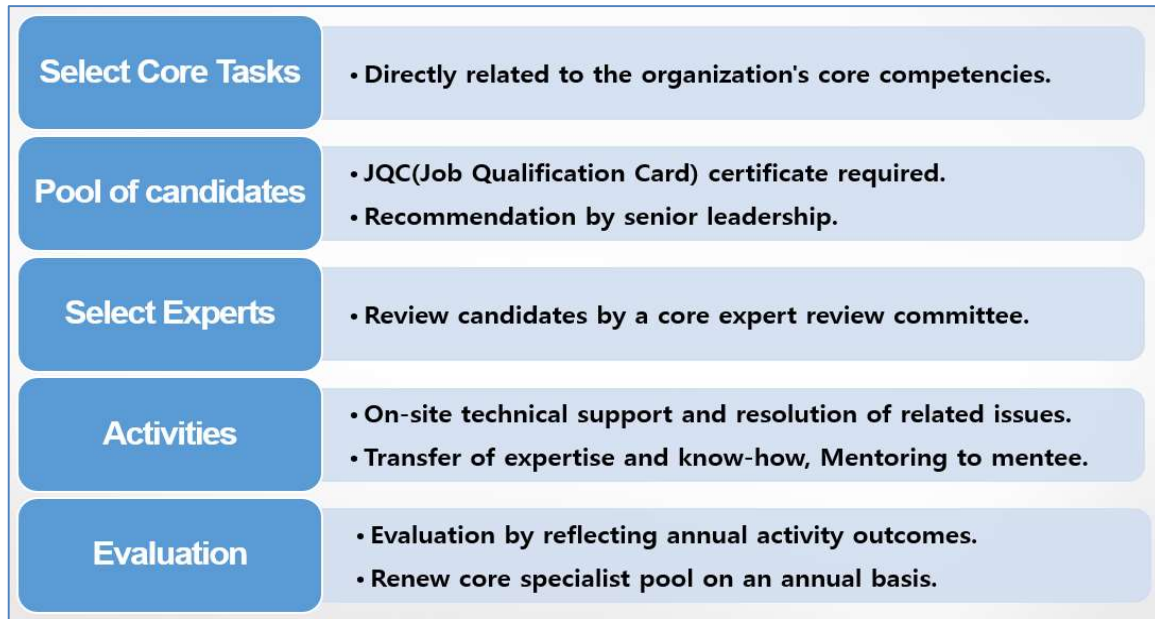 Select Core Tasks
• Directly related to the organization's core competencies.
Pool of candidates
• JQC(Job Qualification Card) certificate required.
• Recommendation by senior leadership.
Select Experts
• Review candidates by a core expert review committee.
Activities
• On-site technical support and resolution of related issues.
• Transfer of expertise and know-how, Mentoring to mentee.
Evaluation
• Evaluation by reflecting annual activity outcomes.
• Renew core specialist pool on an annual basis.